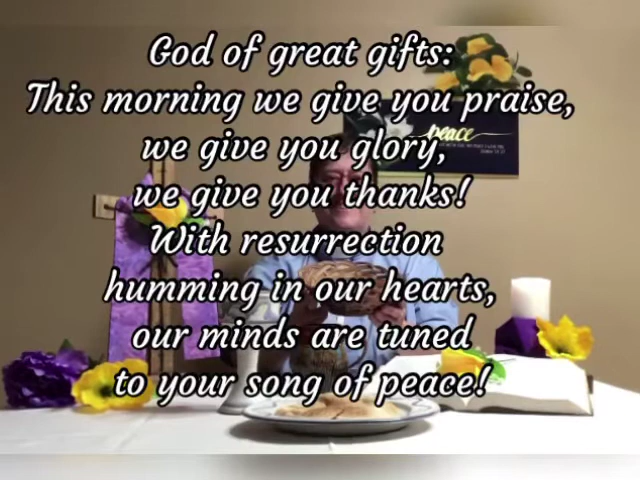 God of great gifts:
This morning we give you praise,
we give you glory,
we give you thanks!
With resurrection
humming in our hearts,
our minds are tuned
to your song of peace!
peace